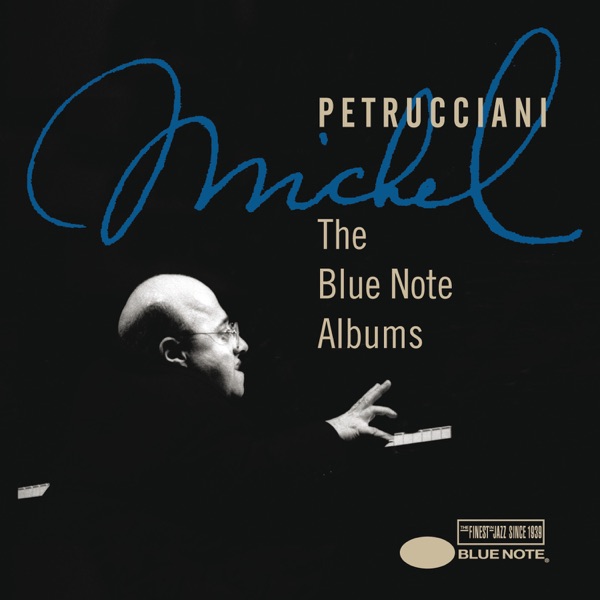 PETRUCCIANI
Michel
The
Blue Note
Albums
THE FINEST IN JAZZ SINCE 1939
BLUE NOTE®